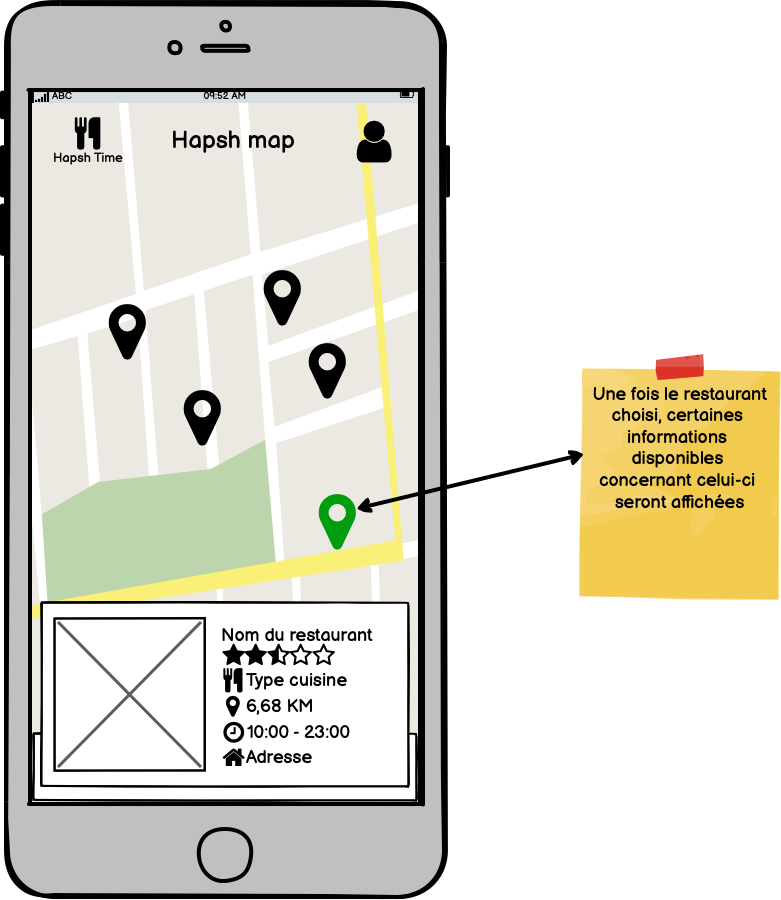 ABC
09:52 AM
Hapsh Time
Hapsh map
Une fois le restaurant
choisi, certaines
informations
disponibles
concernant celui-ci
seront affichées
Nom du restaurant
Type cuisine
6,68 KM
10:00 - 23:00
Adresse